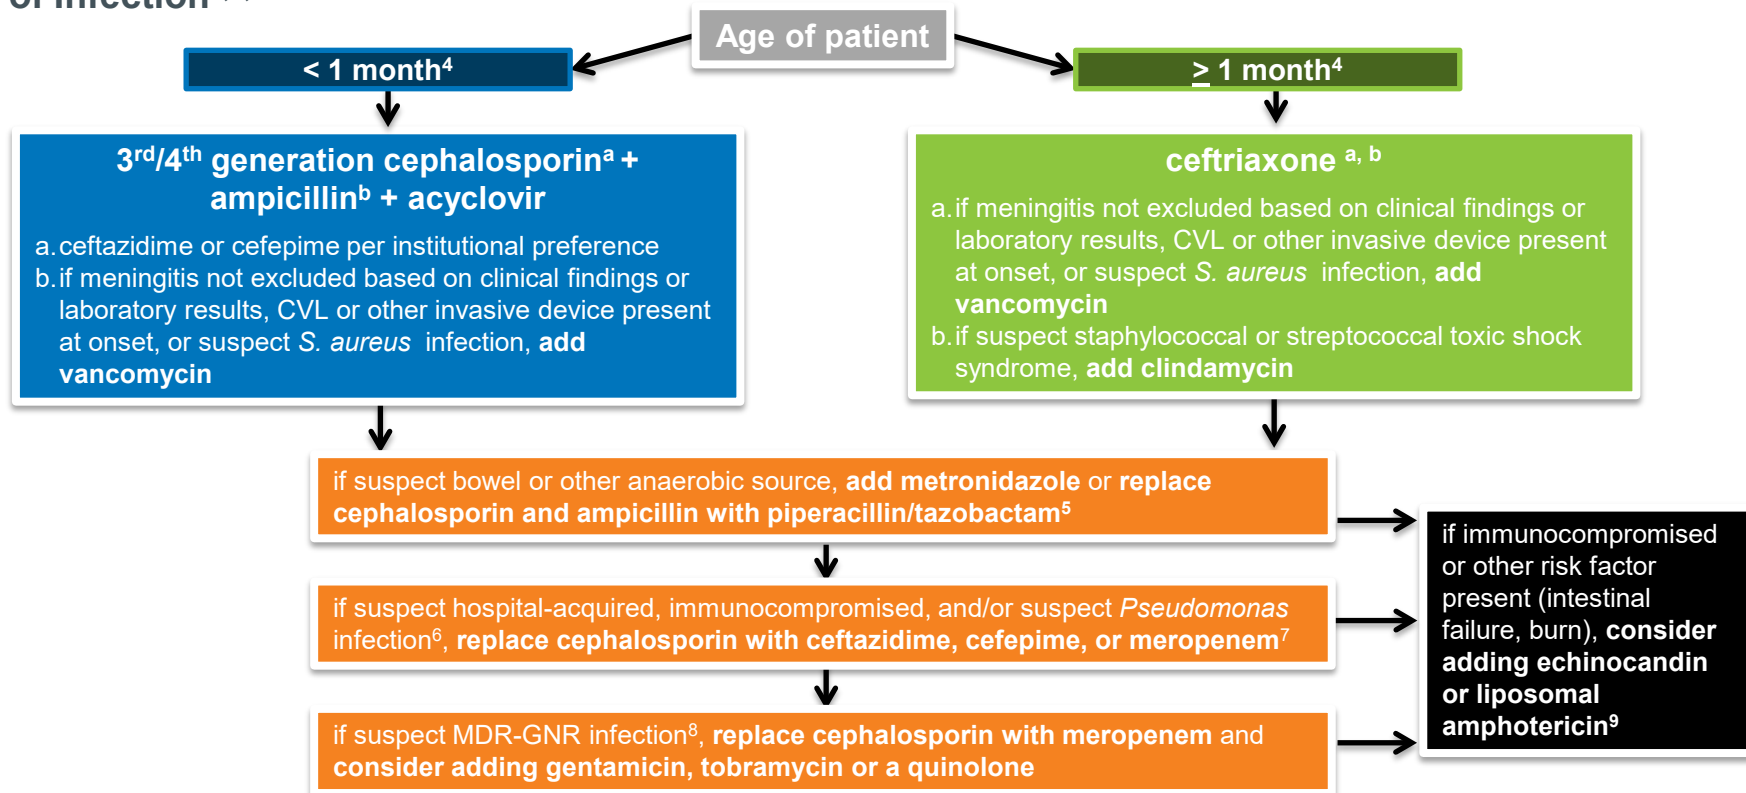 of infection
Age of patient
< 1 month⁴
≥ 1 month⁴
3rd/4th generation cephalosporinᵃ +
ampicillinᵇ + acyclovir
a. ceftazidime or cefepime per institutional preference
b. if meningitis not excluded based on clinical findings or
laboratory results, CVL or other invasive device present
at onset, or suspect S. aureus infection, add
vancomycin
ceftriaxone ᵃ, ᵇ
a. if meningitis not excluded based on clinical findings or
laboratory results, CVL or other invasive device present
at onset, or suspect S. aureus infection, add
vancomycin
b. if suspect staphylococcal or streptococcal toxic shock
syndrome, add clindamycin
if suspect bowel or other anaerobic source, add metronidazole or replace
cephalosporin and ampicillin with piperacillin/tazobactam⁵
if suspect hospital-acquired, immunocompromised, and/or suspect Pseudomonas
infection⁶, replace cephalosporin with ceftazidime, cefepime, or meropenem⁷
if suspect MDR-GNR infection⁸, replace cephalosporin with meropenem and
consider adding gentamicin, tobramycin or a quinolone
if immunocompromised
or other risk factor
present (intestinal
failure, burn), consider
adding echinocandin
or liposomal
amphotericin⁹